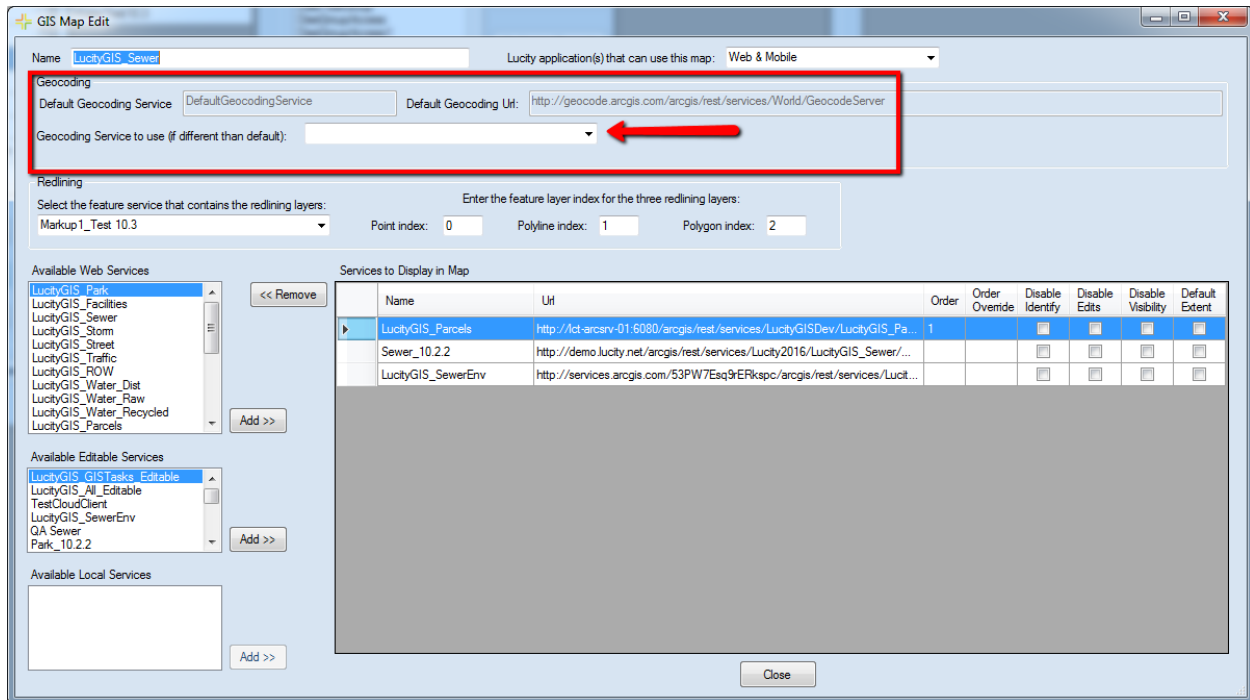 GIS Map Edit
Name LucityGIS_Sewer Lucity application(s) that can use this map: Web & Mobile
Geocoding
Default Geocoding Service DefaultGeocodingService Default Geocoding Url: http://geocode.arcgis.com/arcgis/rest/services/World/GeocodeServer
Geocoding Service to use (if different than default):
Redlining
Select the feature service that contains the redlining layers: Enter the feature layer index for the three redlining layers:
Markup1_Test 10.3 Point index: 0 Polyline index: 1 Polygon index: 2
Available Web Services
LucityGIS_Park
LucityGIS_Facilities
LucityGIS_Sewer
LucityGIS_Storm
LucityGIS_Street
LucityGIS_Traffic
LucityGIS_ROW
LucityGIS_Water_Dist
LucityGIS_Water_Raw
LucityGIS_Water_Recycled
LucityGIS_Parcels
<< Remove
Add >>
Available Editable Services
LucityGIS_GISTasks_Editable
LucityGIS_All_Editable
TestCloudClient
LucityGIS_SewerEnv
QA Sewer
Park_10.2.2
Add >>
Available Local Services
Add >>
Services to Display in Map
Name Url Order Order Override Disable Identify Disable Edits Disable Visibility Default Extent
LucityGIS_Parcels http://lct-arcsrv-01:6080/arcgis/rest/services/LucityGISDev/LucityGIS_Pa... 1
Sewer_10.2.2 http://demo.lucity.net/arcgis/rest/services/Lucity2016/LucityGIS_Sewer/...
LucityGIS_SewerEnv http://services.arcgis.com/53PW7Esq9rERkspc/arcgis/rest/services/Lucit...
Close